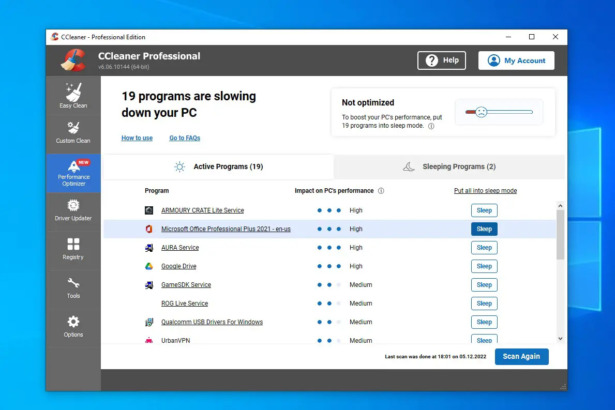 CCleaner - Professional Edition
CCleaner Professional
v6.06.10144 (64-bit)
Help
My Account
Easy Clean
Custom Clean
NEW
Performance
Optimizer
Driver Updater
Registry
Tools
Options
19 programs are slowing
down your PC
How to use
Go to FAQs
Not optimized
To boost your PC's performance, put
19 programs into sleep mode.
Active Programs (19)
Sleeping Programs (2)
Program
Impact on PC's performance
Put all into sleep mode
ARMOURY CRATE Lite Service High Sleep
Microsoft Office Professional Plus 2021 - en-us High Sleep
AURA Service High Sleep
Google Drive High Sleep
GameSDK Service Medium Sleep
ROG Live Service Medium Sleep
Qualcomm USB Drivers For Windows Medium Sleep
UrbanVPN Medium Sleep
Last scan was done at 18:01 on 05.12.2022
Scan Again